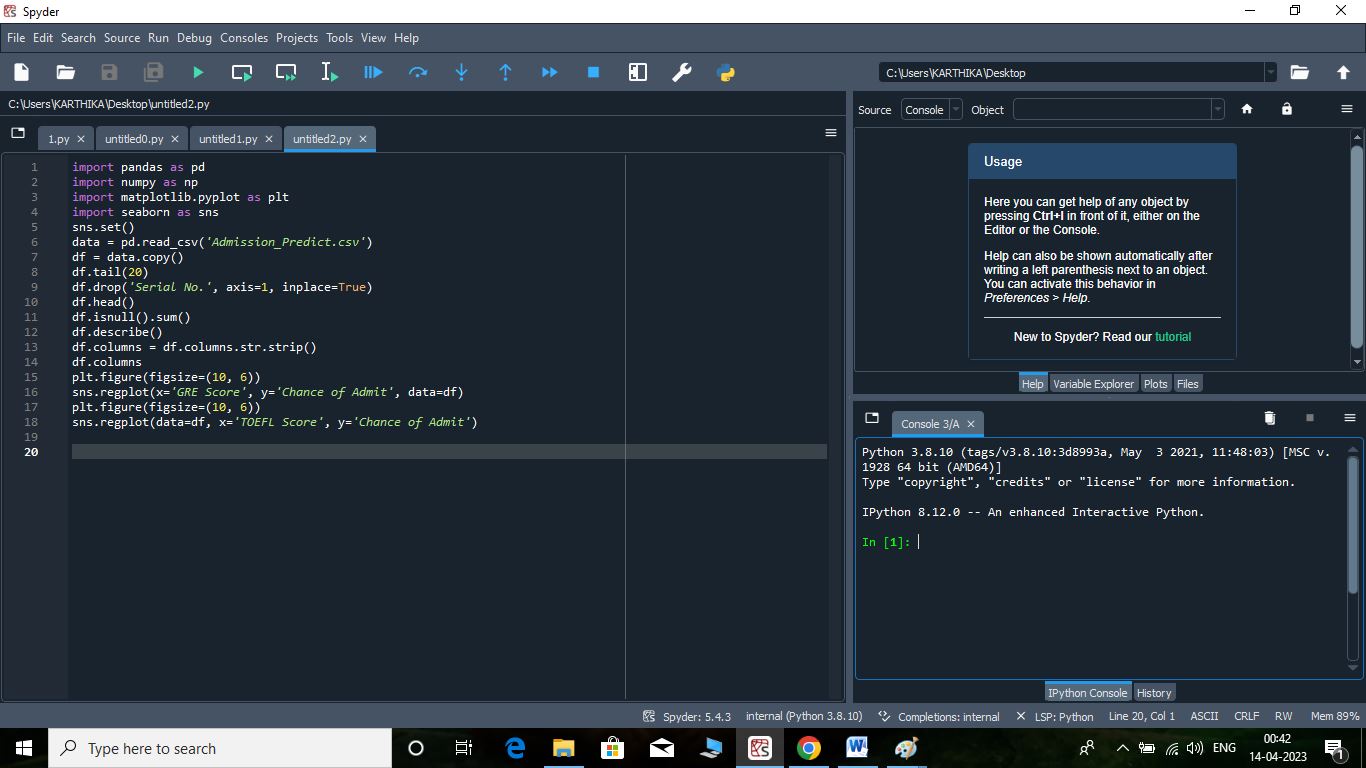 Spyder
File Edit Search Source Run Debug Consoles Projects Tools View Help
C:\Users\KARTHIKA\Desktop
C:\Users\KARTHIKA\Desktop\untitled2.py
1.py untitled0.py untitled1.py untitled2.py
1 import pandas as pd
2 import numpy as np
3 import matplotlib.pyplot as plt
4 import seaborn as sns
5 sns.set()
6 data = pd.read_csv('Admission_Predict.csv')
7 df = data.copy()
8 df.tail(20)
9 df.drop('Serial No.', axis=1, inplace=True)
10 df.head()
11 df.isnull().sum()
12 df.describe()
13 df.columns = df.columns.str.strip()
14 df.columns
15 plt.figure(figsize=(10, 6))
16 sns.regplot(x='GRE Score', y='Chance of Admit', data=df)
17 plt.figure(figsize=(10, 6))
18 sns.regplot(data=df, x='TOEFL Score', y='Chance of Admit')
19
20
Source Console Object
Usage
Here you can get help of any object by
pressing Ctrl+I in front of it, either on the
Editor or the Console.
Help can also be shown automatically after
writing a left parenthesis next to an object.
You can activate this behavior in
Preferences > Help.
New to Spyder? Read our tutorial
Help Variable Explorer Plots Files
Console 3/A
Python 3.8.10 (tags/v3.8.10:3d8993a, May  3 2021, 11:48:03) [MSC v.
1928 64 bit (AMD64)]
Type "copyright", "credits" or "license" for more information.
IPython 8.12.0 -- An enhanced Interactive Python.
In [1]:
IPython Console History
Spyder: 5.4.3 internal (Python 3.8.10) Completions: internal LSP: Python Line 20, Col 1 ASCII CRLF RW Mem 89%
Type here to search
ENG
00:42
14-04-2023
1